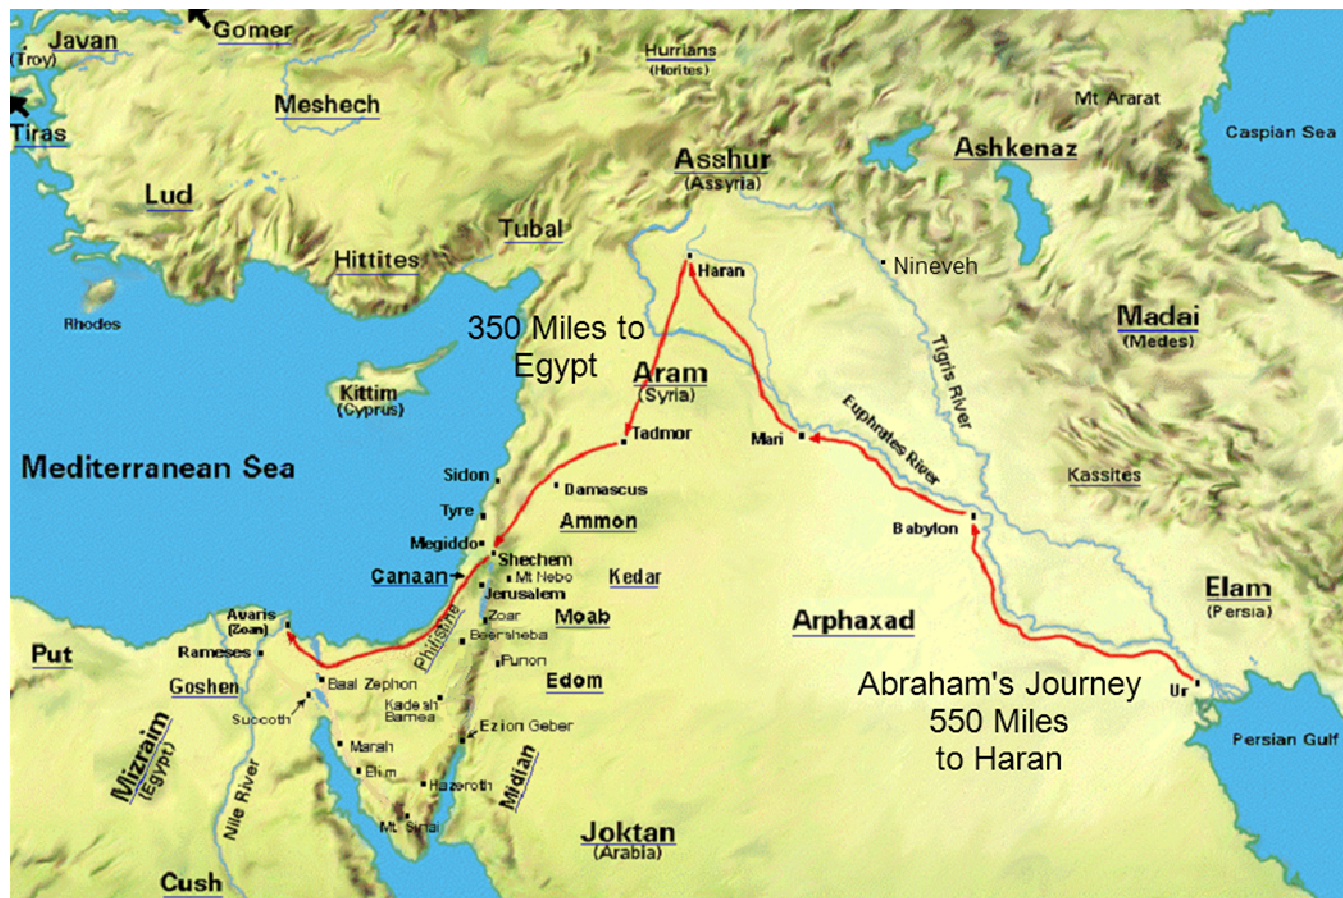 Gomer
Javan
(Troy)
Hurrians
(Horites)
Meshech
Mt Ararat
Tiras
Caspian Sea
Ashkenaz
Asshur
(Assyria)
Lud
Tubal
Hittites
Haran
Nineveh
Rhodes
350 Miles to
Egypt
Madai
(Medes)
Tigris River
Aram
(Syria)
Kittim
(Cyprus)
Euphrates River
Tadmor
Mari
Mediterranean Sea
Sidon
Damascus
Kassites
Tyre
Ammon
Babylon
Megiddo
Shechem
Canaan
Mt Nebo
Kedar
Jerusalem
Elam
(Persia)
Avaris
(Zoan)
Zoar
Moab
Arphaxad
Philistine
Beersheba
Put
Rameses
Punon
Goshen
Baal Zephon
Edom
Abraham's Journey
550 Miles
to Haran
Ur
Kadesh
Barnea
Succoth
Ezion Geber
Persian Gulf
Mizraim
(Egypt)
Marah
Elim
Hazeroth
Midian
Nile River
Mt Sinai
Joktan
(Arabia)
Cush